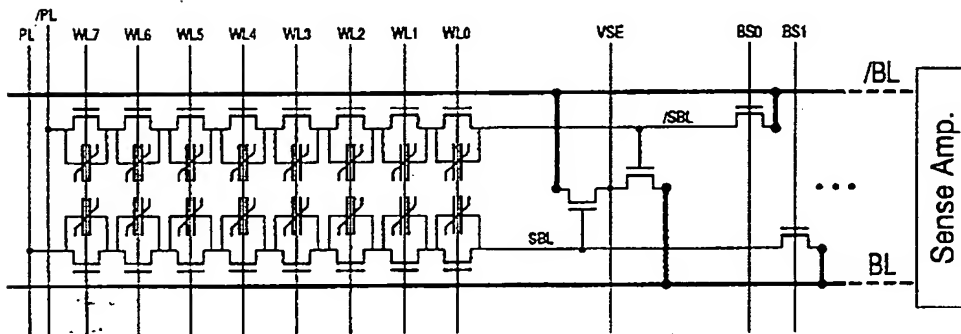 /PL
PL WL7 WL6 WL5 WL4 WL3 WL2 WL1 WL0 VSE BS0 BS1
/BL
/SBL
SBL
BL
Sense Amp.